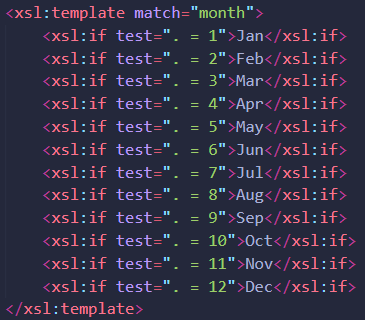 <xsl:template match="month">
    <xsl:if test=". = 1">Jan</xsl:if>
    <xsl:if test=". = 2">Feb</xsl:if>
    <xsl:if test=". = 3">Mar</xsl:if>
    <xsl:if test=". = 4">Apr</xsl:if>
    <xsl:if test=". = 5">May</xsl:if>
    <xsl:if test=". = 6">Jun</xsl:if>
    <xsl:if test=". = 7">Jul</xsl:if>
    <xsl:if test=". = 8">Aug</xsl:if>
    <xsl:if test=". = 9">Sep</xsl:if>
    <xsl:if test=". = 10">Oct</xsl:if>
    <xsl:if test=". = 11">Nov</xsl:if>
    <xsl:if test=". = 12">Dec</xsl:if>
</xsl:template>